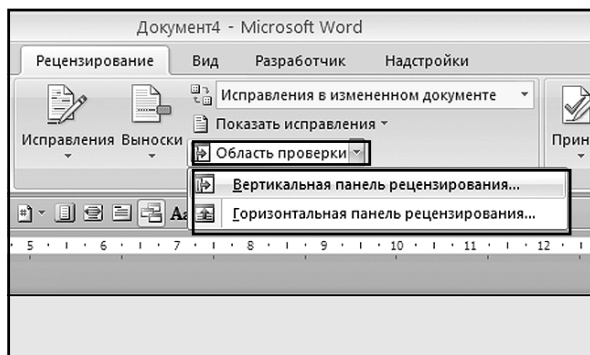 Документ4 - Microsoft Word
Рецензирование Вид Разработчик Надстройки
Исправления в измененном документе
Показать исправления
Исправления Выноски
Область проверки
Прин
Вертикальная панель рецензирования...
Горизонтальная панель рецензирования...
5 6 7 8 9 10 11 12